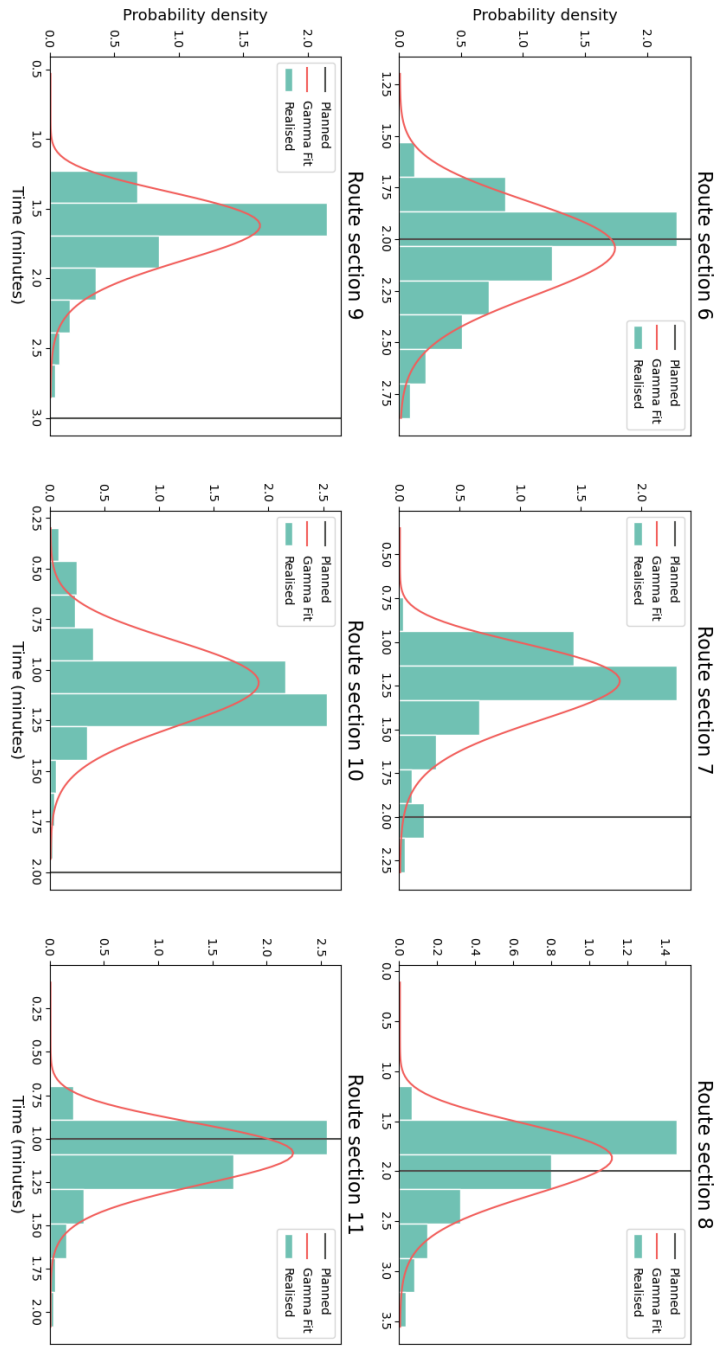 Route section 6
Probability density
2.0
1.5
1.0
0.5
0.0
Planned
Gamma Fit
Realised
1.25 1.50 1.75 2.00 2.25 2.50 2.75
Route section 7
2.0
1.5
1.0
0.5
0.0
Planned
Gamma Fit
Realised
0.50 0.75 1.00 1.25 1.50 1.75 2.00 2.25
Route section 8
1.4
1.2
1.0
0.8
0.6
0.4
0.2
0.0
Planned
Gamma Fit
Realised
0.0 0.5 1.0 1.5 2.0 2.5 3.0 3.5
Route section 9
Probability density
2.0
1.5
1.0
0.5
0.0
Planned
Gamma Fit
Realised
0.5 1.0 1.5 2.0 2.5 3.0
Time (minutes)
Route section 10
2.5
2.0
1.5
1.0
0.5
0.0
Planned
Gamma Fit
Realised
0.25 0.50 0.75 1.00 1.25 1.50 1.75 2.00
Time (minutes)
Route section 11
2.5
2.0
1.5
1.0
0.5
0.0
Planned
Gamma Fit
Realised
0.25 0.50 0.75 1.00 1.25 1.50 1.75 2.00
Time (minutes)